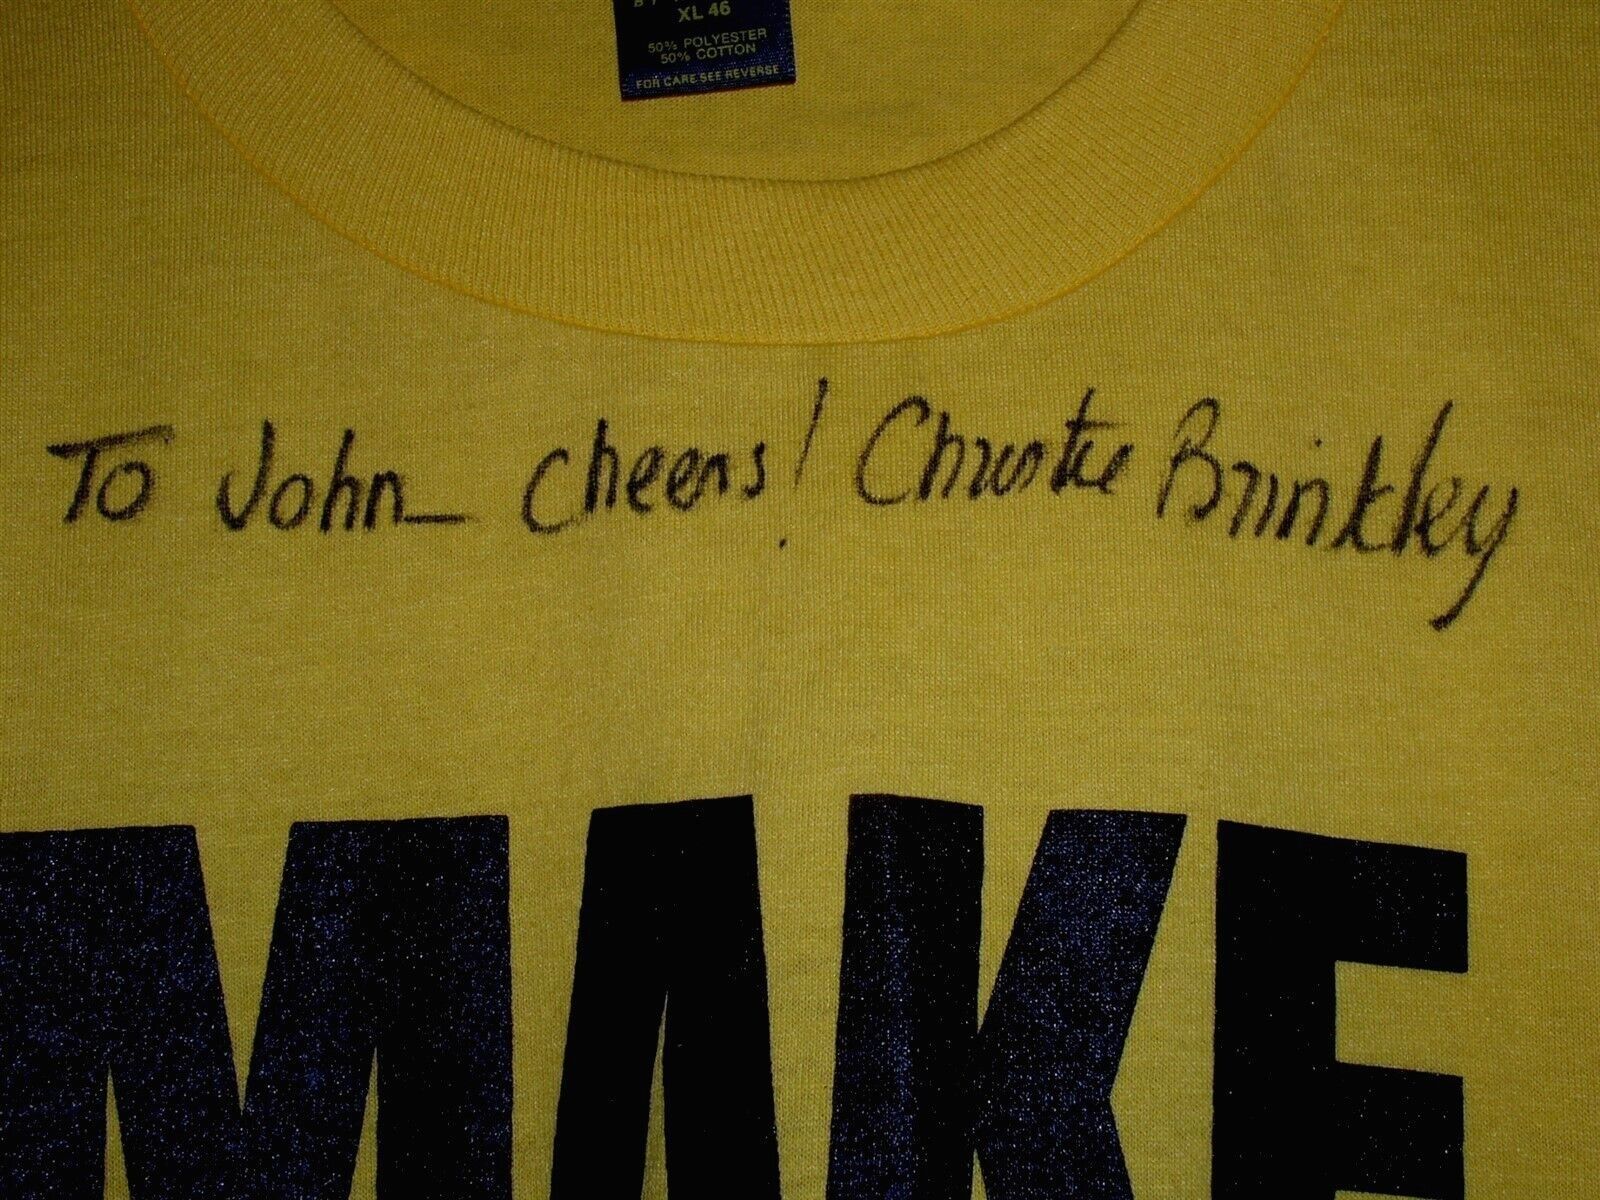 XL 46
50% POLYESTER
50% COTTON
FOR CARE SEE REVERSE
To John_ Cheers! Christie Brinkley
MAKE